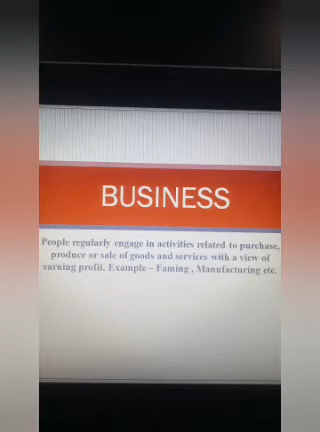 BUSINESS
People regularly engage in activities related to purchase,
produce or sale of goods and services with a view of
earning profit. Example – Faming , Manufacturing etc.